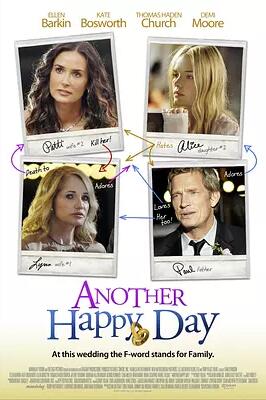 ELLEN KATE THOMAS HADEN DEMI
Barkin Bosworth Church Moore
Patti wife #2 Kill her!
Hates
Alice daughter #2
Death to
Adores
Adores
Loves
Her too!
Lynn wife #1
Paul father
ANOTHER
Happy Day
At this wedding the F-word stands for Family.